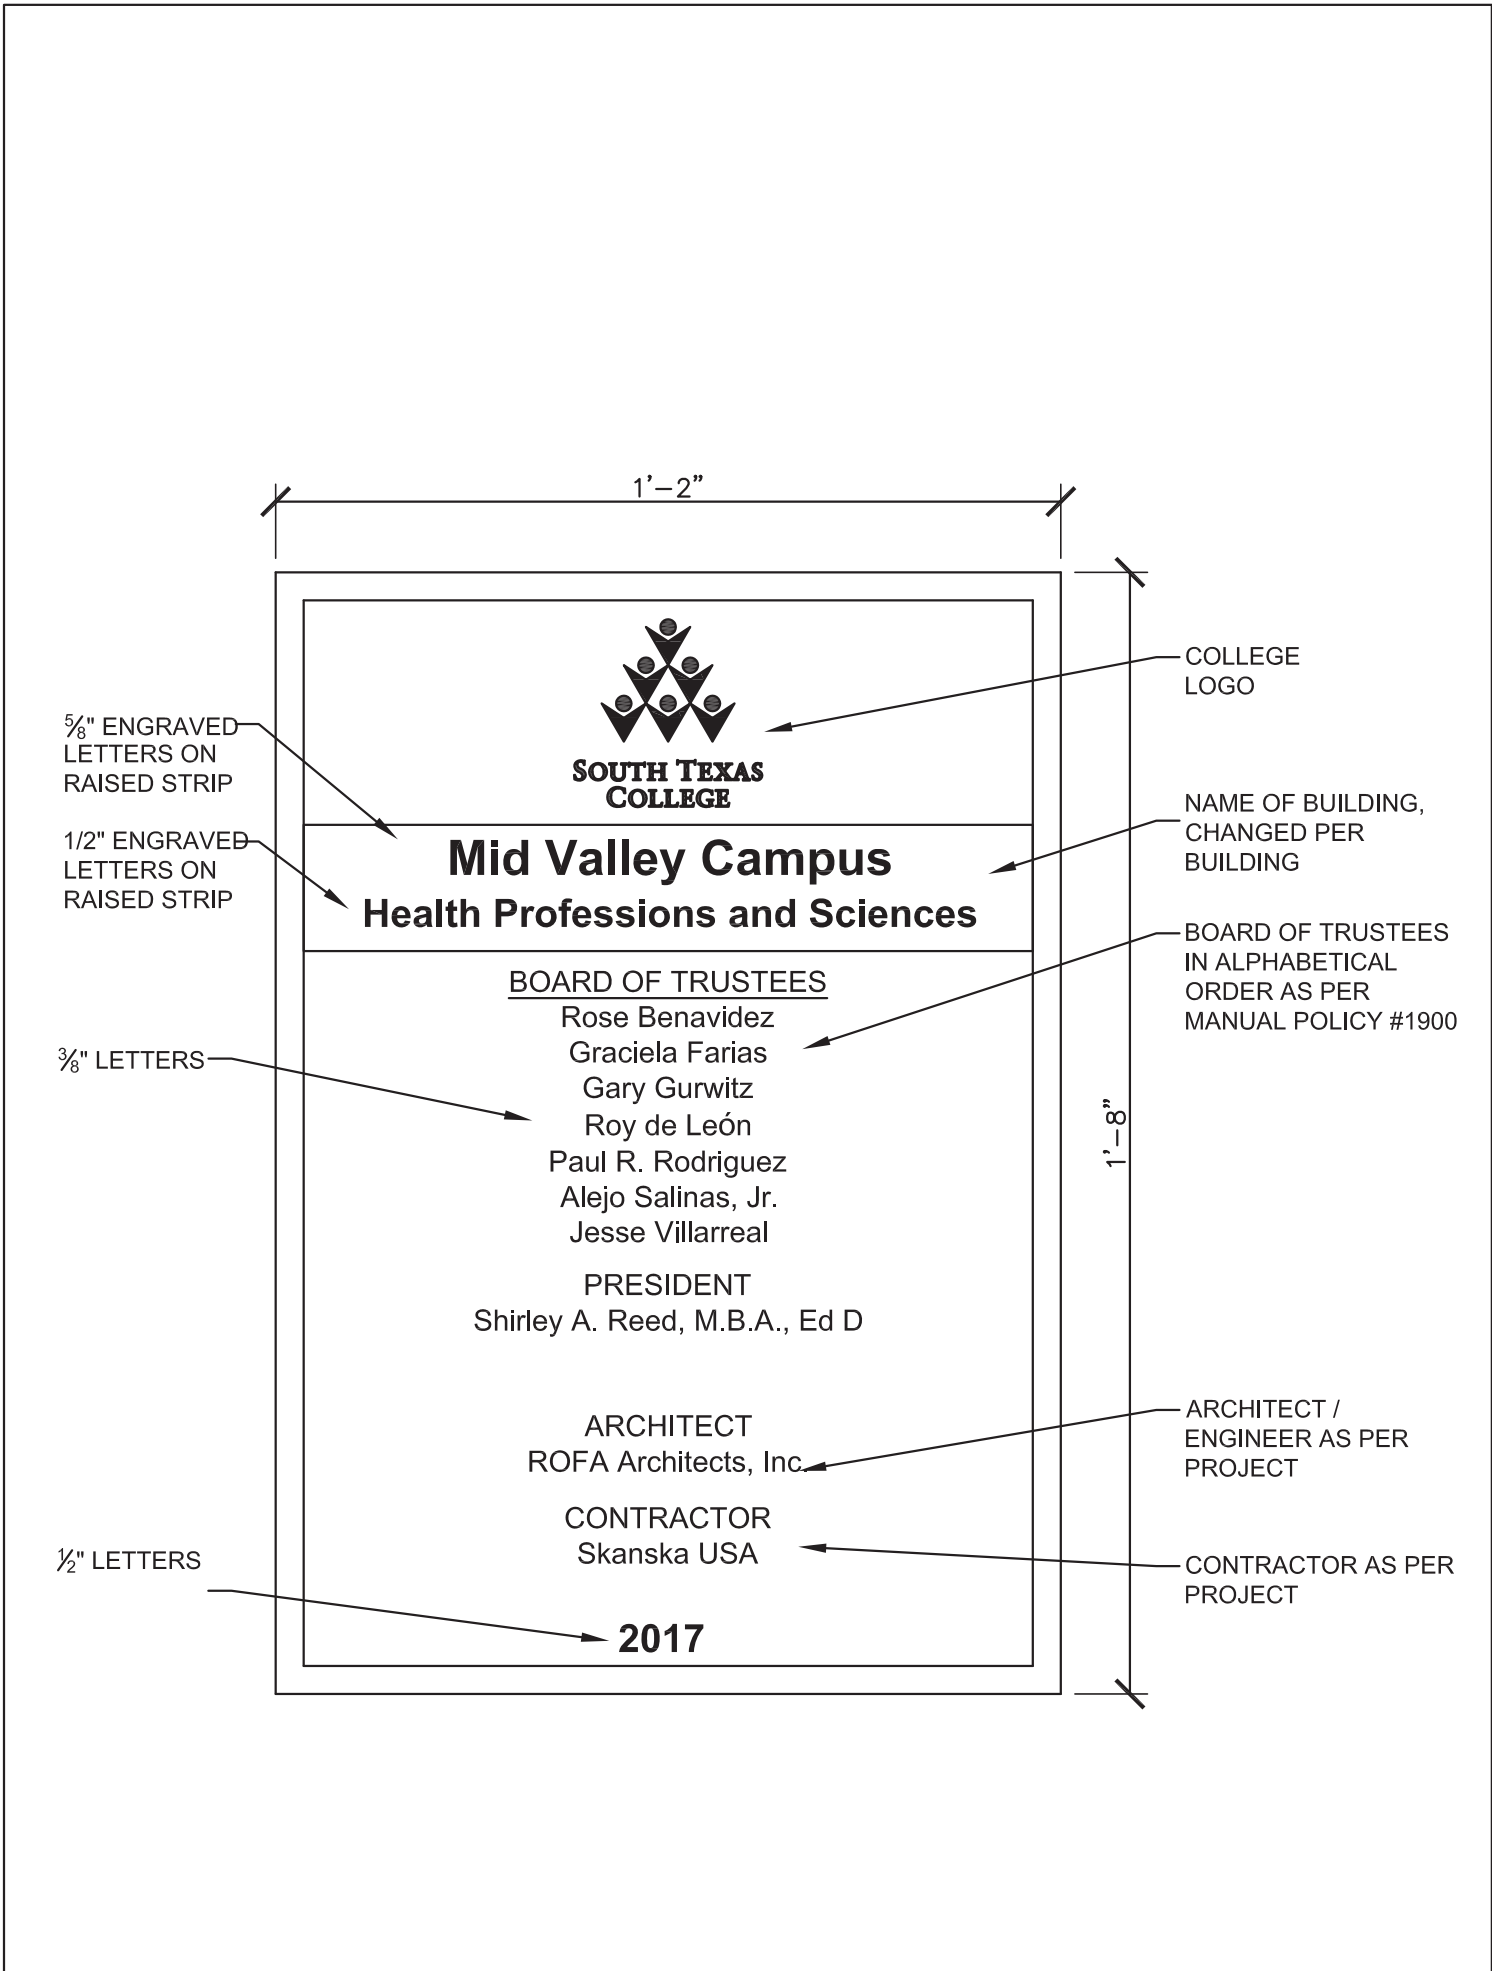 1'-2"
SOUTH TEXAS
COLLEGE
COLLEGE
LOGO
5/8" ENGRAVED
LETTERS ON
RAISED STRIP
1/2" ENGRAVED
LETTERS ON
RAISED STRIP
Mid Valley Campus
Health Professions and Sciences
NAME OF BUILDING,
CHANGED PER
BUILDING
BOARD OF TRUSTEES
Rose Benavidez
Graciela Farias
Gary Gurwitz
Roy de León
Paul R. Rodriguez
Alejo Salinas, Jr.
Jesse Villarreal
BOARD OF TRUSTEES
IN ALPHABETICAL
ORDER AS PER
MANUAL POLICY #1900
3/8" LETTERS
1'-8"
PRESIDENT
Shirley A. Reed, M.B.A., Ed D
ARCHITECT
ROFA Architects, Inc.
ARCHITECT /
ENGINEER AS PER
PROJECT
CONTRACTOR
Skanska USA
CONTRACTOR AS PER
PROJECT
1/2" LETTERS
2017